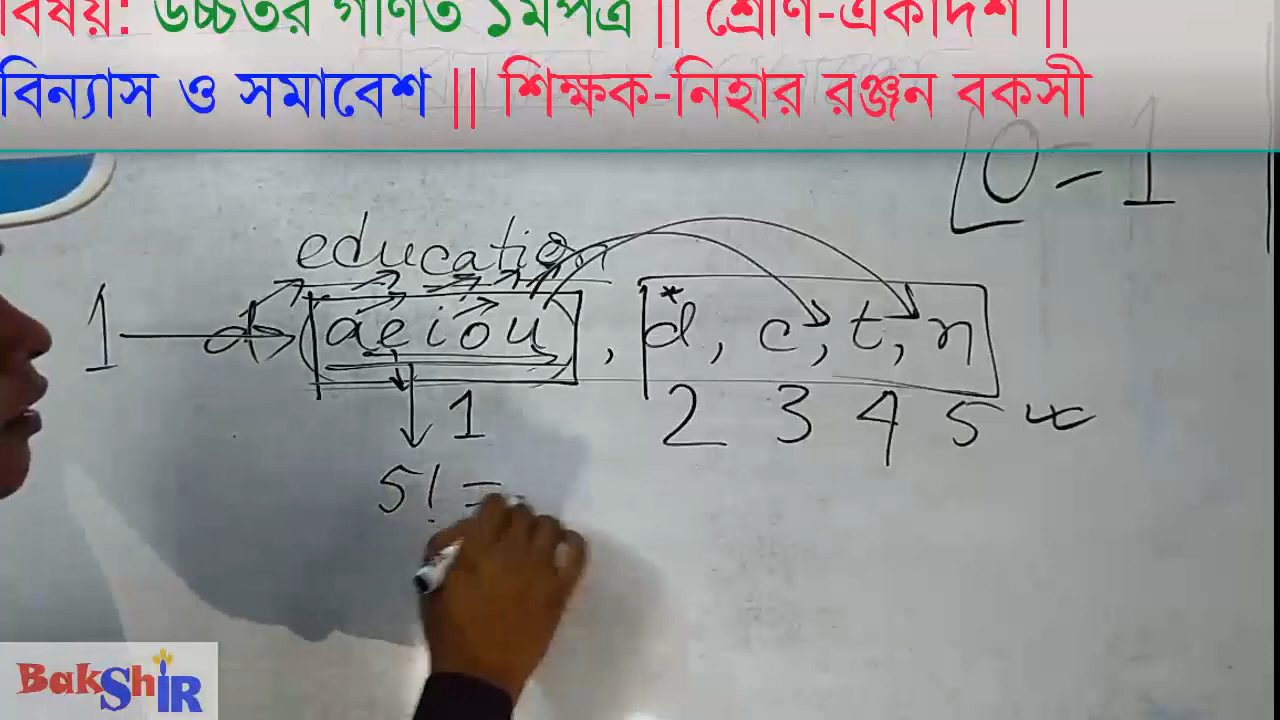 বিষয়: উচ্চতর গণিত ১মপত্র || শ্রেণি-একাদশ ||
বিন্যাস ও সমাবেশ || শিক্ষক-নিহার রঞ্জন বকসী
0 = 1
education
1 a e i o u , d, c, t, n
1 2 3 4 5
5! =
BakShIR